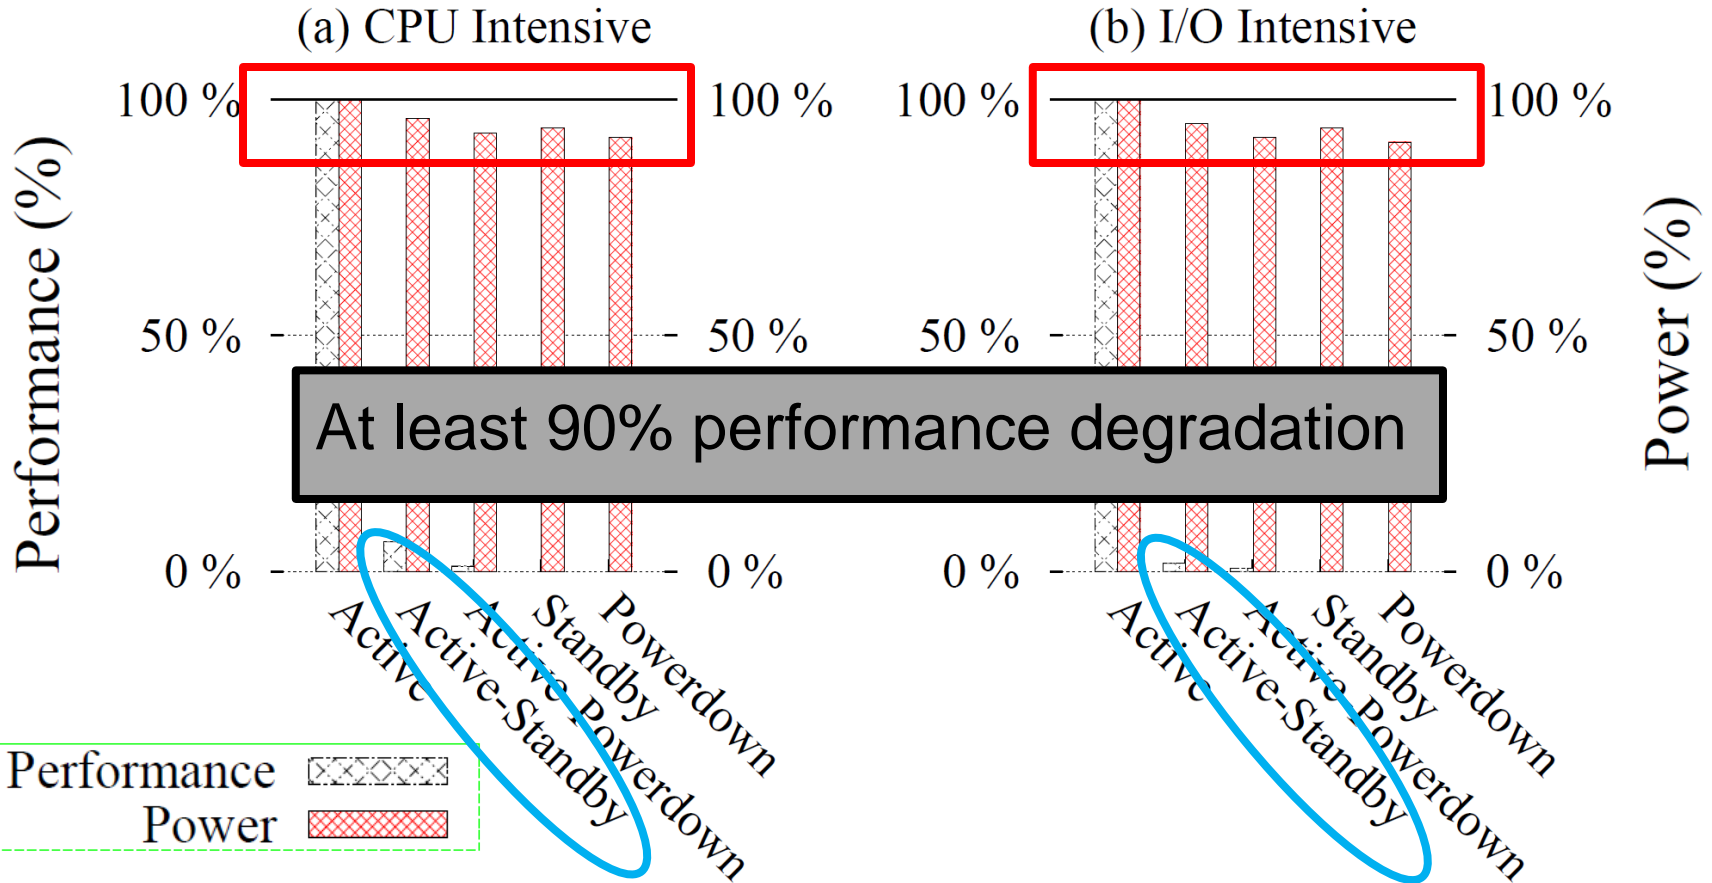 (a) CPU Intensive
(b) I/O Intensive
Performance (%)
100 %
50 %
0 %
100 %
50 %
0 %
100 %
50 %
0 %
100 %
50 %
0 %
Power (%)
At least 90% performance degradation
Active
Active-Standby
Active-Powerdown
Standby
Powerdown
Active
Active-Standby
Active-Powerdown
Standby
Powerdown
Performance
Power